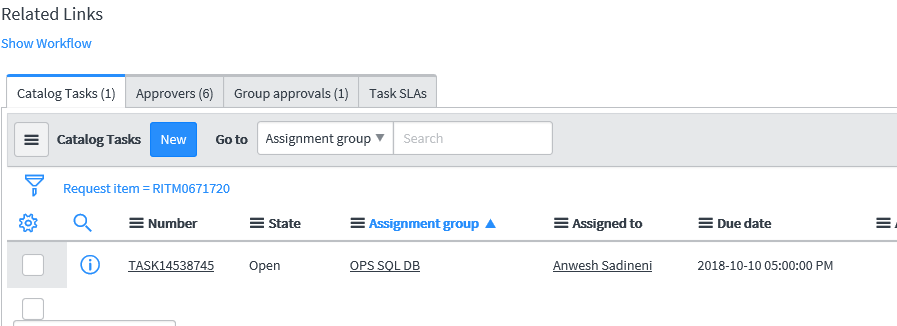 Related Links
Show Workflow
Catalog Tasks (1) Approvers (6) Group approvals (1) Task SLAs
Catalog Tasks New Go to Assignment group Search
Request item = RITM0671720
Number State Assignment group Assigned to Due date
TASK14538745 Open OPS SQL DB Anwesh Sadineni 2018-10-10 05:00:00 PM